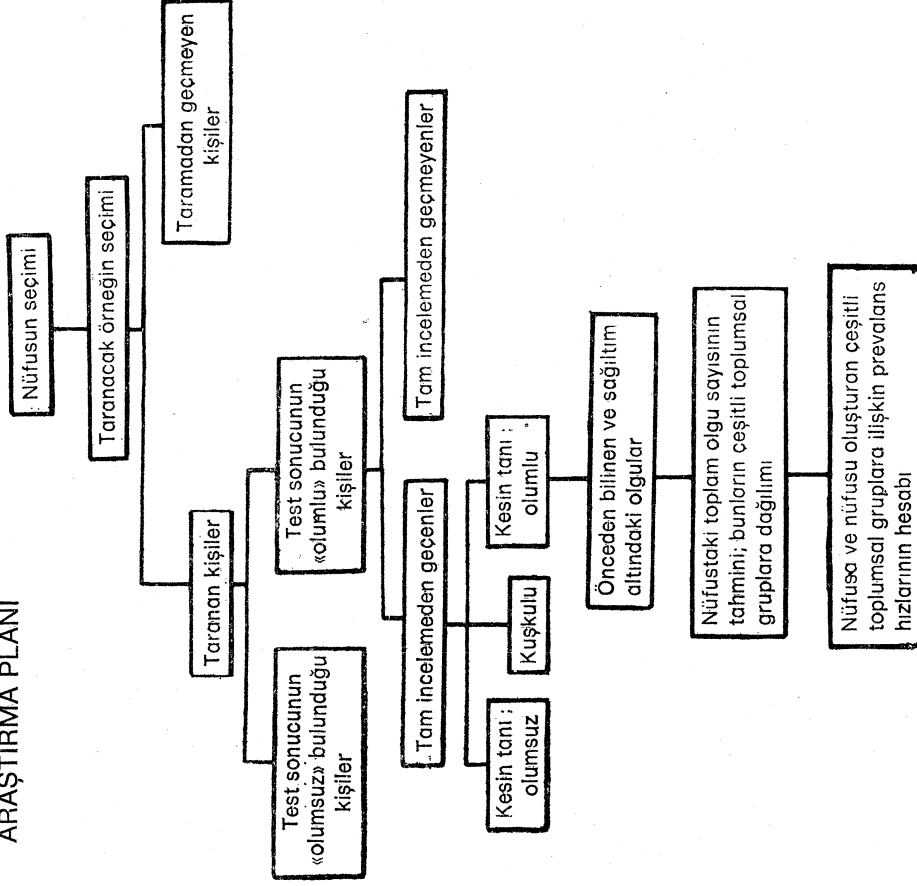 ARAŞTIRMA PLANI
Nüfusun seçimi
Taranacak örneğin seçimi
Taranan kişiler
Taramadan geçmeyen
kişiler
Test sonucunun
«olumsuz» bulunduğu
kişiler
Test sonucunun
«olumlu» bulunduğu
kişiler
Tam incelemeden geçenler
Tam incelemeden geçmeyenler
Kesin tanı :
olumsuz
Kuşkulu
Kesin tanı :
olumlu
Önceden bilinen ve sağıltım
altındaki olgular
Nüfustaki toplam olgu sayısının
tahmini; bunların çeşitli toplumsal
gruplara dağılımı
Nüfusa ve nüfusu oluşturan çeşitli
toplumsal gruplara ilişkin prevalans
hızlarının hesabı